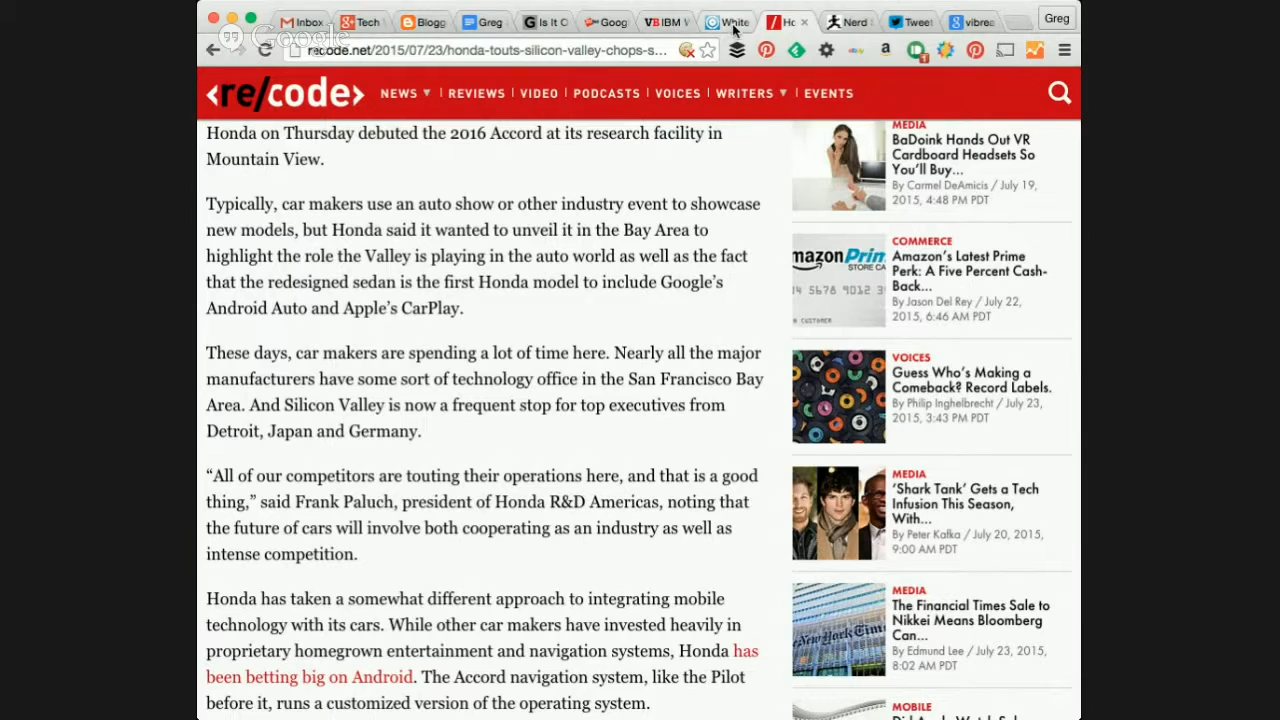 Inbox
Tech
Blogg
Greg
Is It C
Goog
VB IBM W
White
Ho
Nerd
Tweet
vibrea
Greg
Google
recode.net/2015/07/23/honda-touts-silicon-valley-chops-s...
<re/code>
NEWS ▼ | REVIEWS | VIDEO | PODCASTS | VOICES | WRITERS ▼ | EVENTS
Honda on Thursday debuted the 2016 Accord at its research facility in
Mountain View.
Typically, car makers use an auto show or other industry event to showcase
new models, but Honda said it wanted to unveil it in the Bay Area to
highlight the role the Valley is playing in the auto world as well as the fact
that the redesigned sedan is the first Honda model to include Google's
Android Auto and Apple's CarPlay.
These days, car makers are spending a lot of time here. Nearly all the major
manufacturers have some sort of technology office in the San Francisco Bay
Area. And Silicon Valley is now a frequent stop for top executives from
Detroit, Japan and Germany.
“All of our competitors are touting their operations here, and that is a good
thing,” said Frank Paluch, president of Honda R&D Americas, noting that
the future of cars will involve both cooperating as an industry as well as
intense competition.
Honda has taken a somewhat different approach to integrating mobile
technology with its cars. While other car makers have invested heavily in
proprietary homegrown entertainment and navigation systems, Honda has
been betting big on Android. The Accord navigation system, like the Pilot
before it, runs a customized version of the operating system.
MEDIA
BaDoink Hands Out VR
Cardboard Headsets So
You'll Buy...
By Carmel DeAmicis / July 19,
2015, 4:48 PM PDT
mazon Prim
STORE CA
COMMERCE
Amazon's Latest Prime
Perk: A Five Percent Cash-
Back...
By Jason Del Rey / July 22,
2015, 6:46 AM PDT
VOICES
Guess Who's Making a
Comeback? Record Labels.
By Philip Inghelbrecht / July 23,
2015, 3:43 PM PDT
MEDIA
‘Shark Tank’ Gets a Tech
Infusion This Season,
With...
By Peter Kafka / July 20, 2015,
9:00 AM PDT
MEDIA
The Financial Times Sale to
Nikkei Means Bloomberg
Can...
By Edmund Lee / July 23, 2015,
8:02 AM PDT
MOBILE